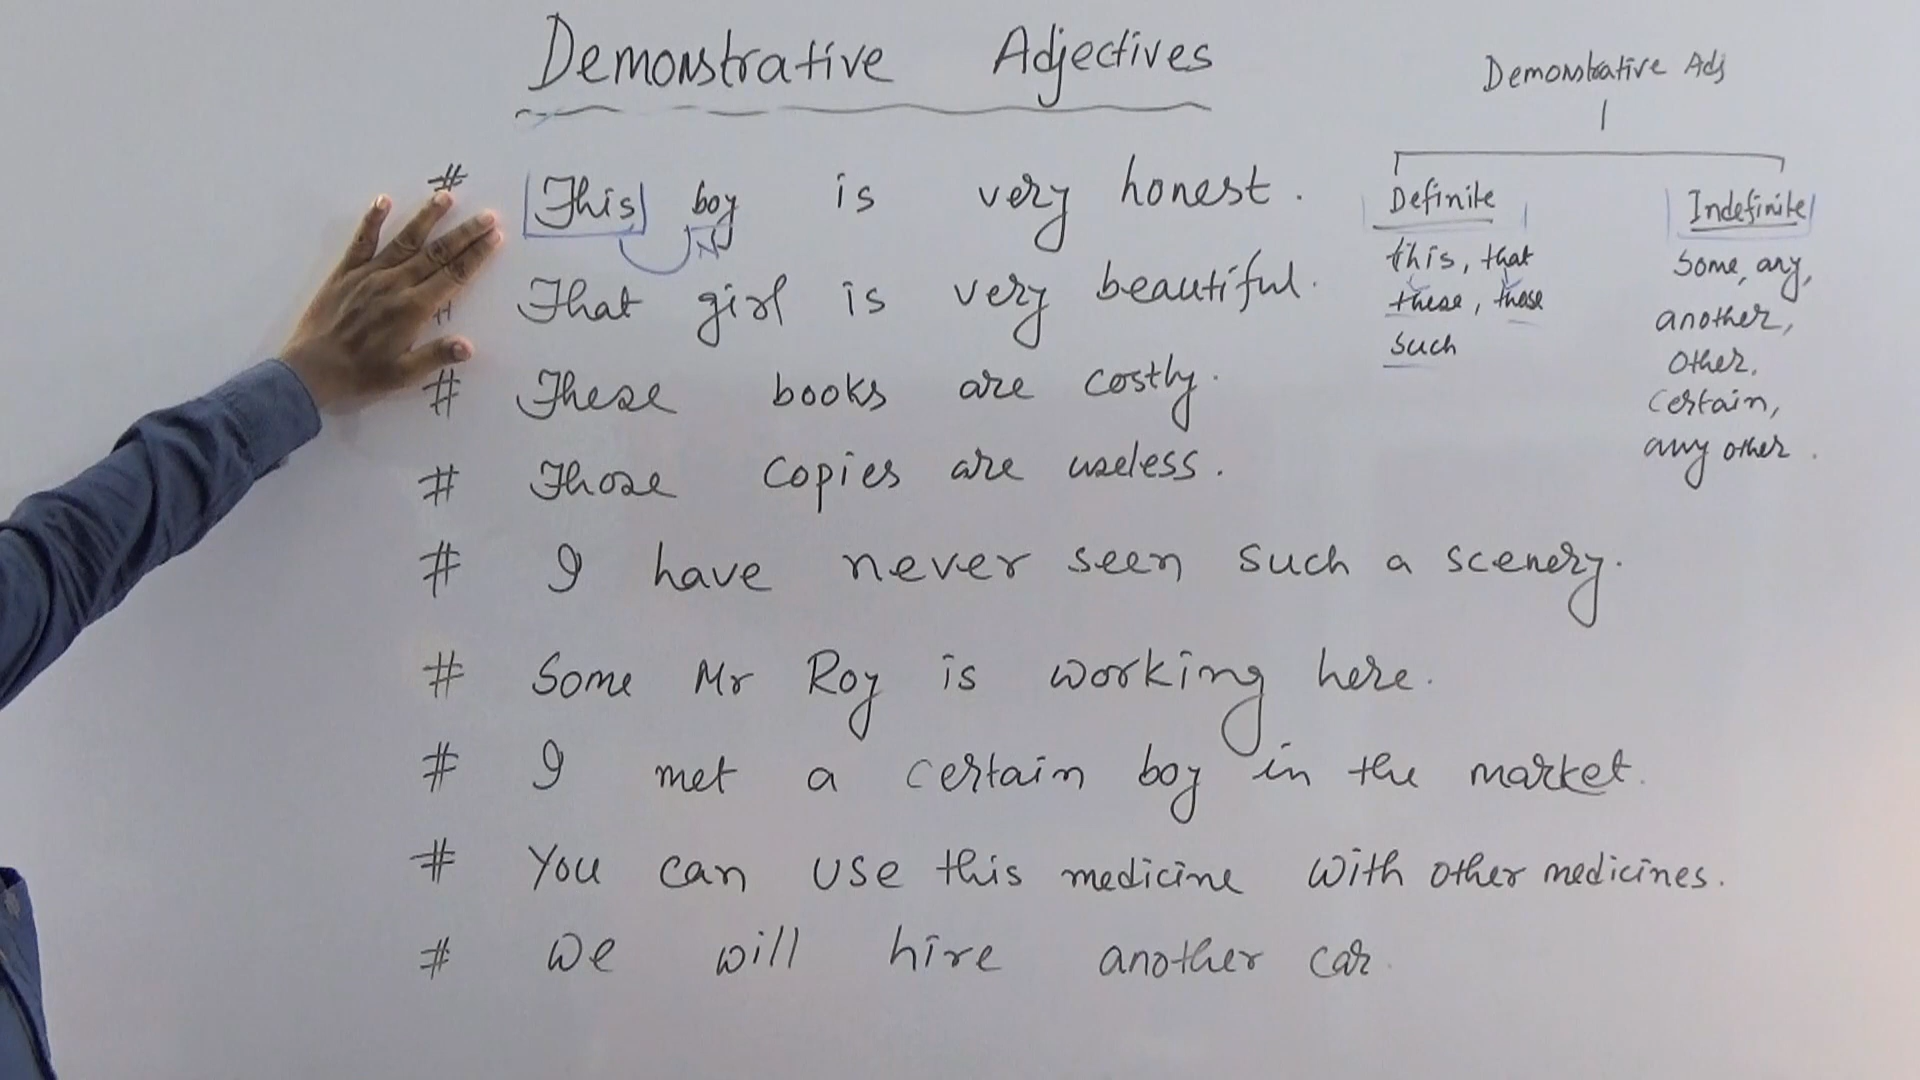 Demonstrative Adjectives
# This boy is very honest.
N
# That girl is very beautiful.
# These books are costly.
# Those copies are useless.
# I have never seen such a scenery.
# Some Mr Roy is working here.
# I met a certain boy in the market.
# You can use this medicine with other medicines.
# We will hire another car.
Demonstrative Adj
Definite
this, that
these, those
such
Indefinite
Some, any,
another,
other,
certain,
any other.